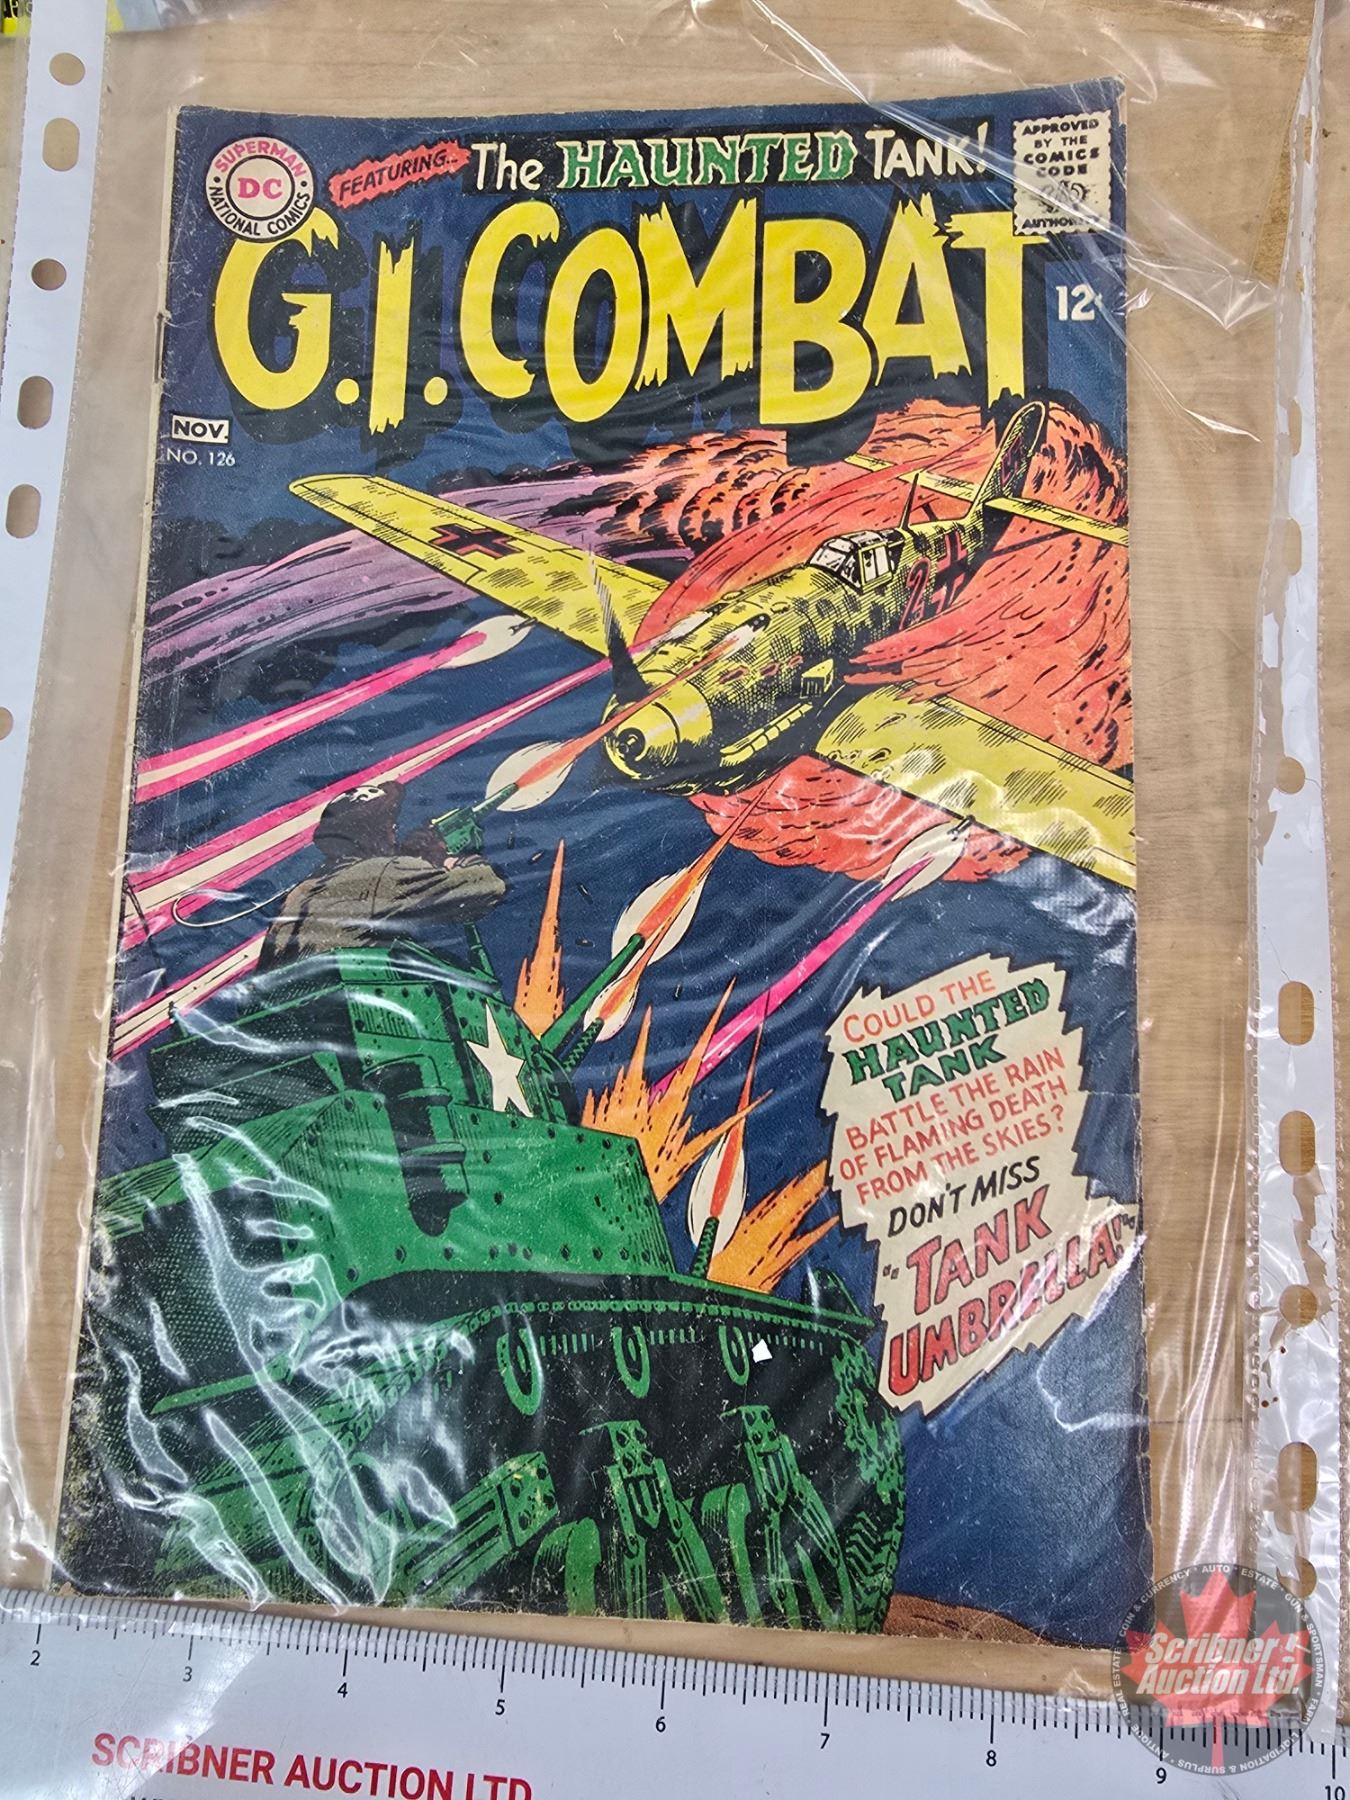 SUPERMAN
DC
NATIONAL COMICS
FEATURING...
The HAUNTED TANK!
APPROVED
BY THE
COMICS
CODE
AUTHORITY
G.I. COMBAT
12¢
NOV.
NO. 126
COULD THE
HAUNTED
TANK
BATTLE THE RAIN
OF FLAMING DEATH
FROM THE SKIES?
DON'T MISS
"TANK
UMBRELLA!"
2 3 4 5 6 7 8 9 10
SCRIBNER AUCTION LTD
Scribner
Auction Ltd.